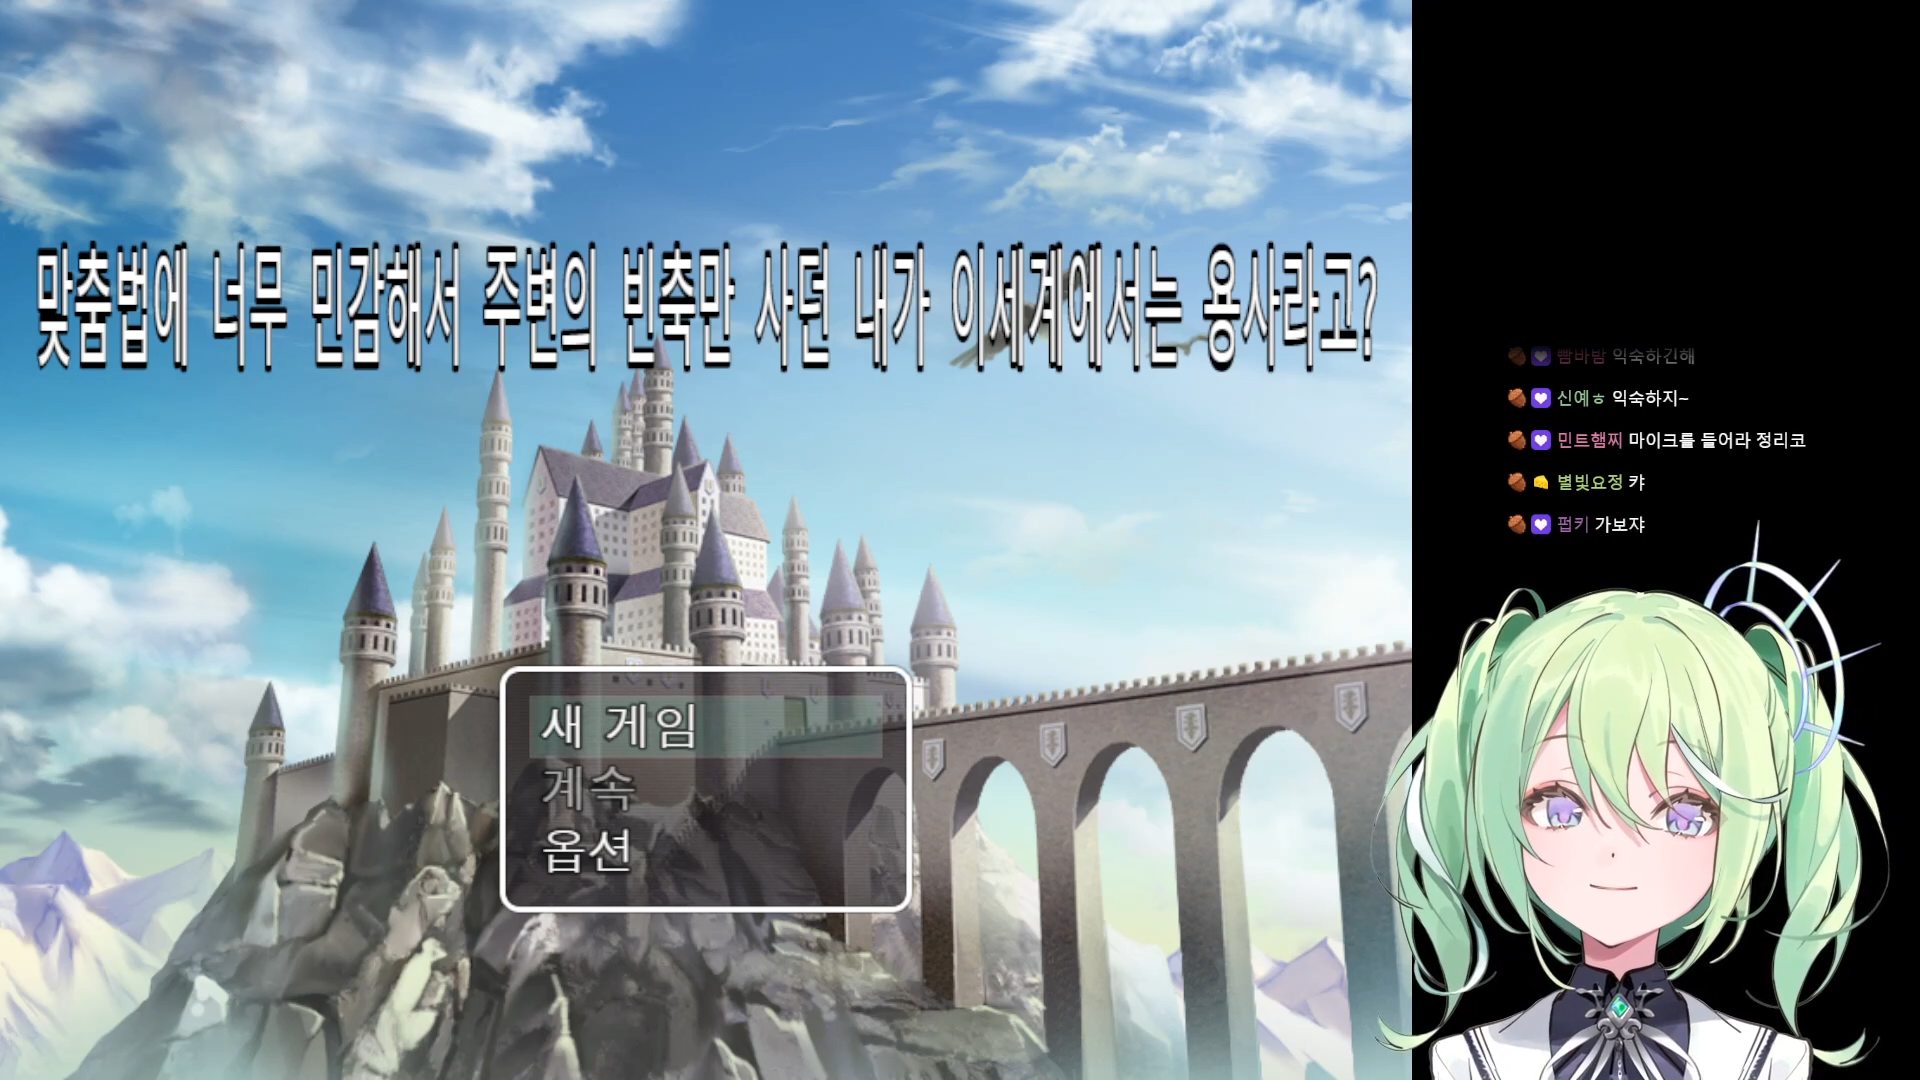 맞춤법에 너무 민감해서 주변의 빈축만 사던 내가 이세계에서는 용사라고?
새 게임
계속
옵션
빰바밤 익숙하긴해
신예ㅎ 익숙하지~
민트햄찌 마이크를 들어라 정리코
별빛요정 캬
펍키 가보쟈